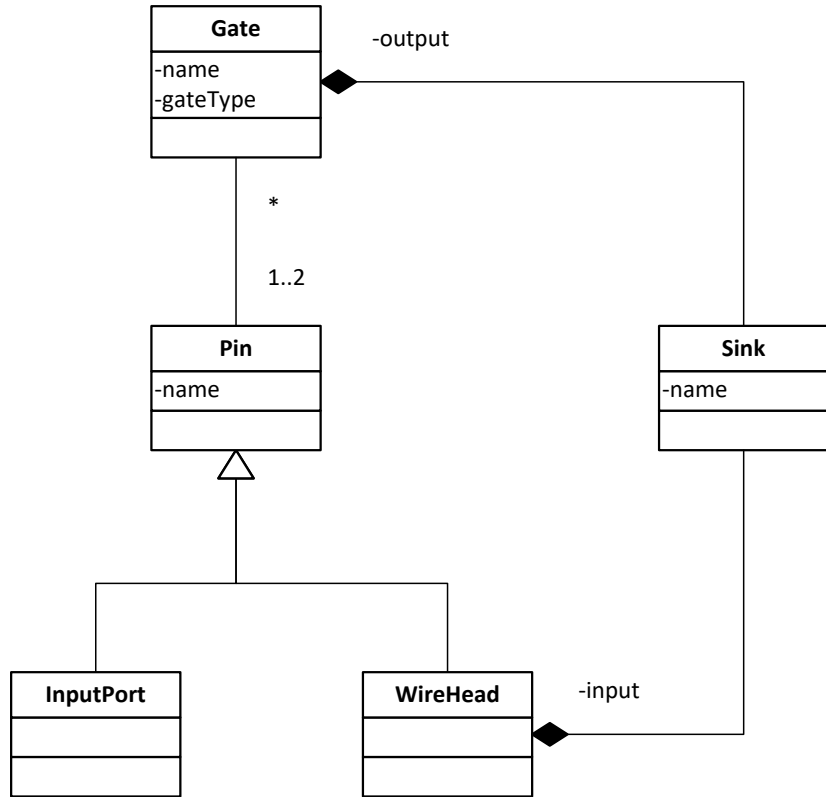 Gate
-output
-name
-gateType
*
1..2
Pin
Sink
-name
-name
InputPort
WireHead
-input